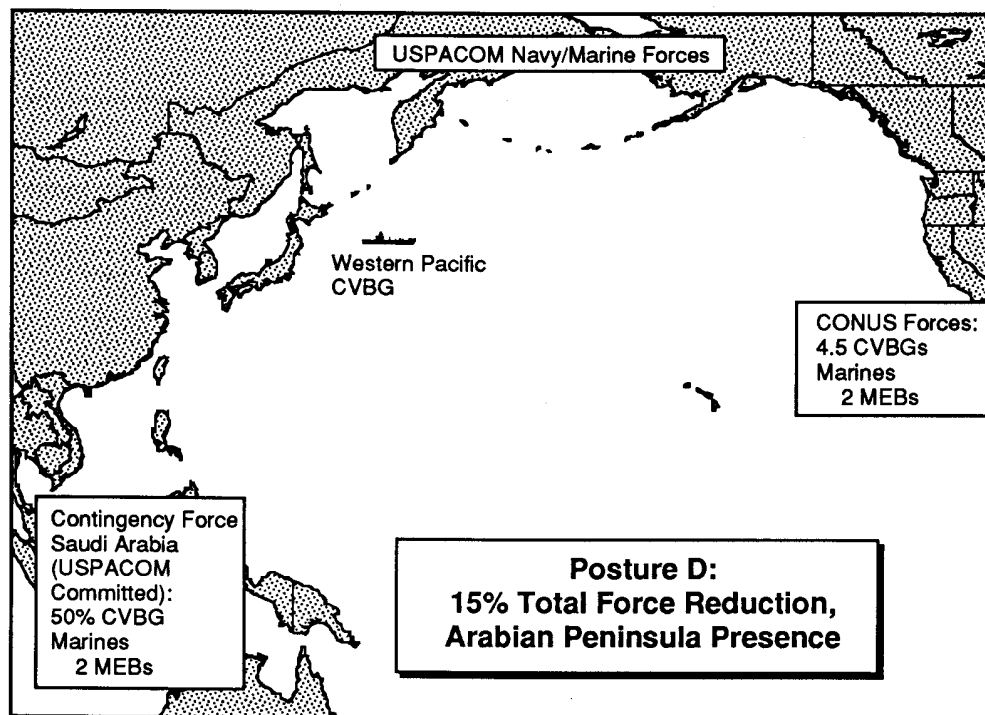 USPACOM Navy/Marine Forces
Western Pacific
CVBG
CONUS Forces:
4.5 CVBGs
Marines
2 MEBs
Contingency Force
Saudi Arabia
(USPACOM
Committed):
50% CVBG
Marines
2 MEBs
Posture D:
15% Total Force Reduction,
Arabian Peninsula Presence